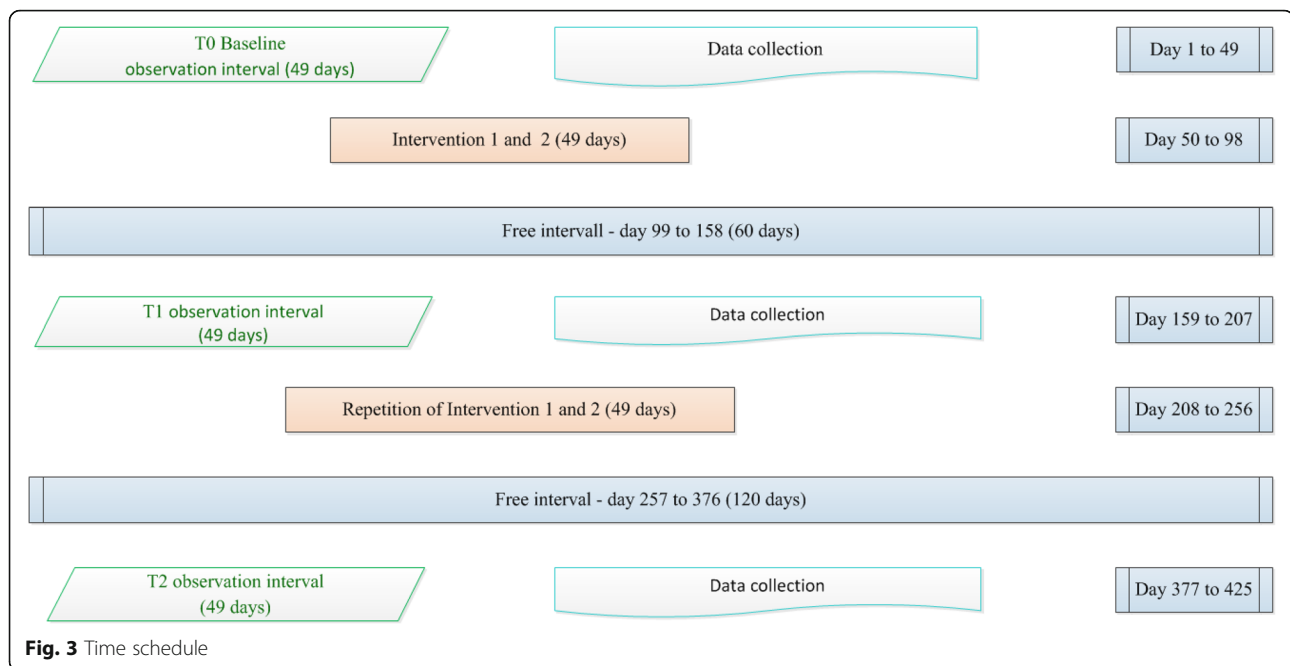 T0 Baseline
observation interval (49 days)
Data collection
Day 1 to 49
Intervention 1 and 2 (49 days)
Day 50 to 98
Free intervall - day 99 to 158 (60 days)
T1 observation interval
(49 days)
Data collection
Day 159 to 207
Repetition of Intervention 1 and 2 (49 days)
Day 208 to 256
Free interval - day 257 to 376 (120 days)
T2 observation interval
(49 days)
Data collection
Day 377 to 425
Fig. 3 Time schedule